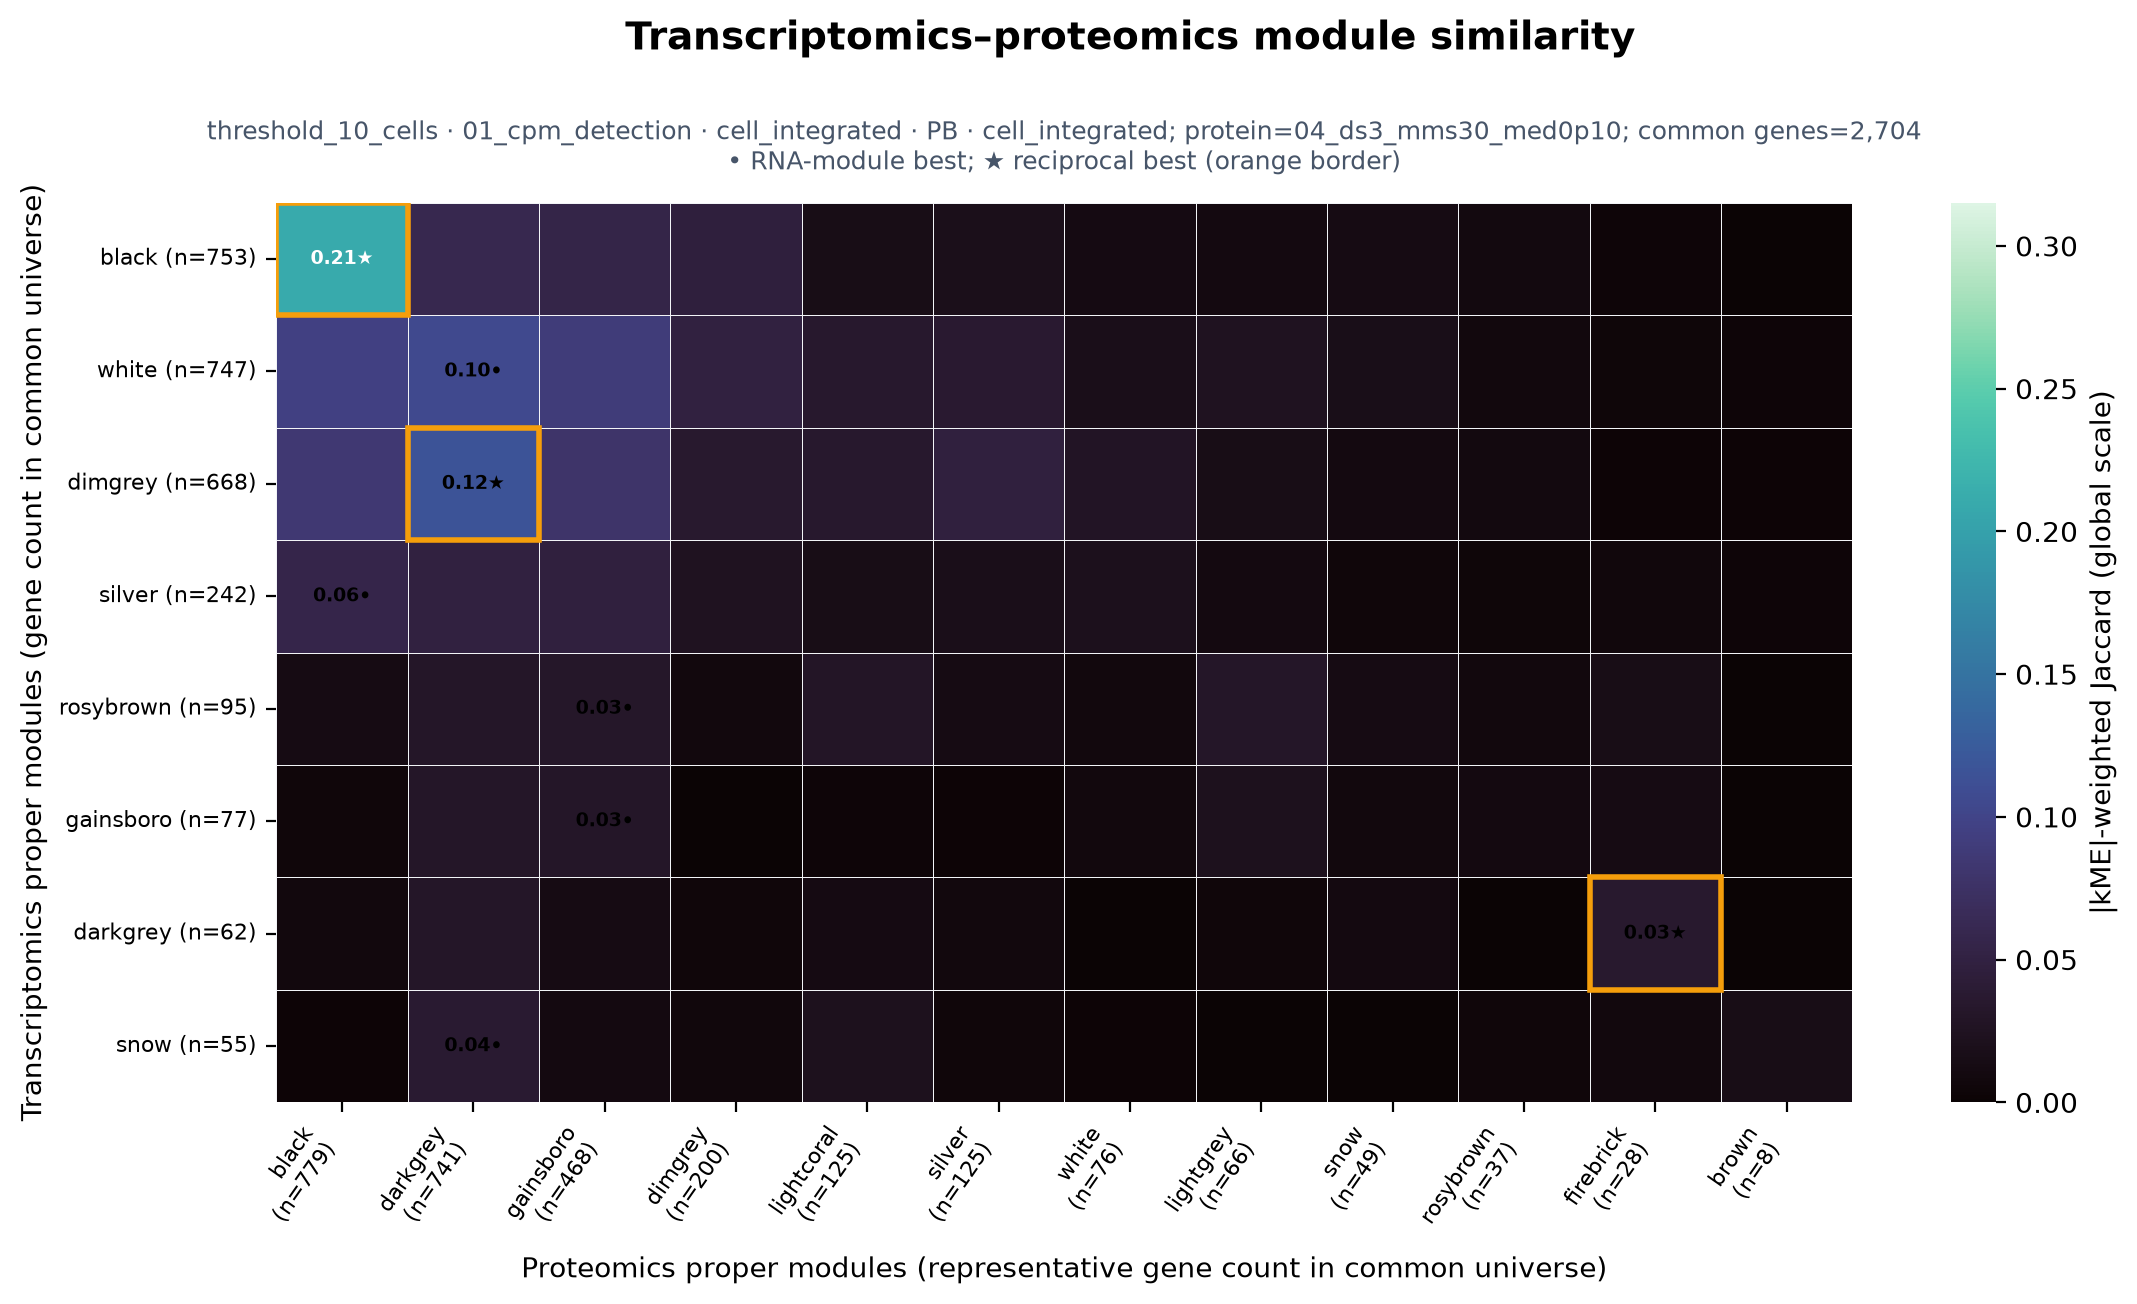 Transcriptomics–proteomics module similarity
threshold_10_cells · 01_cpm_detection · cell_integrated · PB · cell_integrated; protein=04_ds3_mms30_med0p10; common genes=2,704
• RNA-module best; ★ reciprocal best (orange border)
Transcriptomics proper modules (gene count in common universe)
black (n=753)
white (n=747)
dimgrey (n=668)
silver (n=242)
rosybrown (n=95)
gainsboro (n=77)
darkgrey (n=62)
snow (n=55)
0.21★
0.10•
0.12★
0.06•
0.03•
0.03•
0.03★
0.04•
black
(n=779)
darkgrey
(n=741)
gainsboro
(n=468)
dimgrey
(n=200)
lightcoral
(n=125)
silver
(n=125)
white
(n=76)
lightgrey
(n=66)
snow
(n=49)
rosybrown
(n=37)
firebrick
(n=28)
brown
(n=8)
Proteomics proper modules (representative gene count in common universe)
0.30
0.25
0.20
0.15
0.10
0.05
0.00
|kME|-weighted Jaccard (global scale)